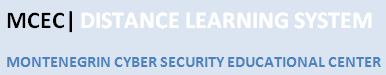 MCEC| DISTANCE LEARNING SYSTEM
MONTENEGRIN CYBER SECURITY EDUCATIONAL CENTER